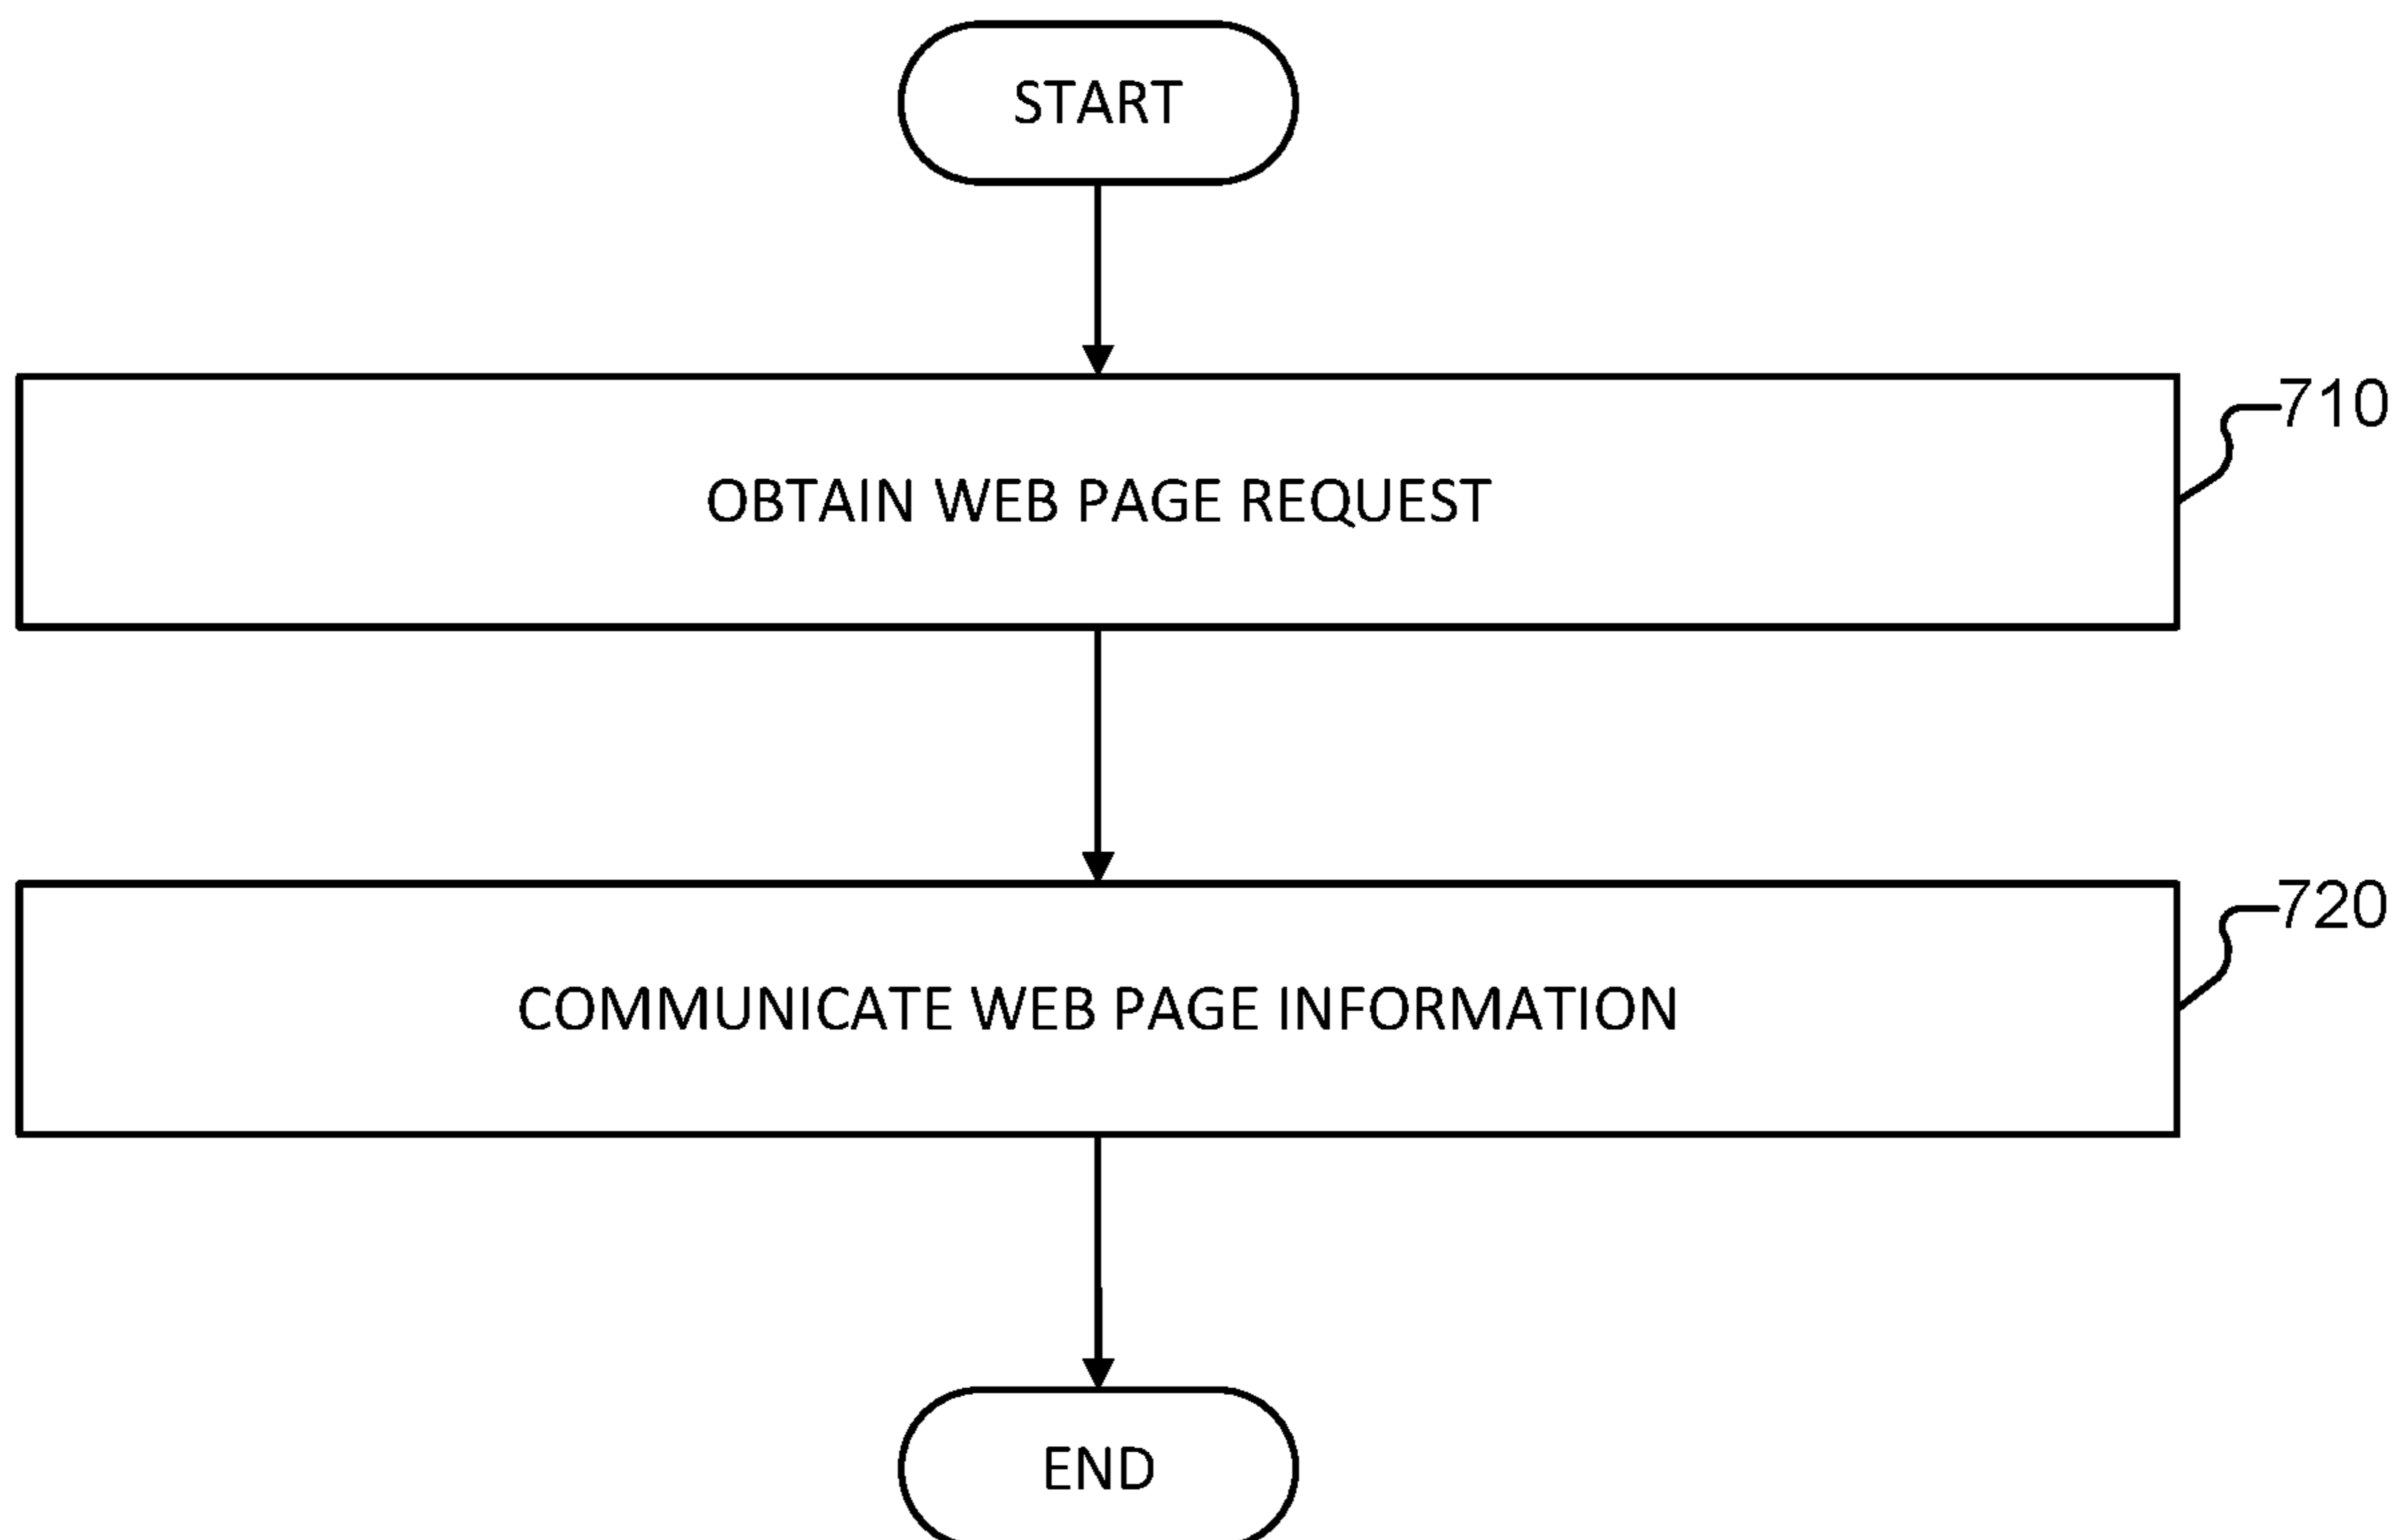 START
OBTAIN WEB PAGE REQUEST
710
COMMUNICATE WEB PAGE INFORMATION
720
END